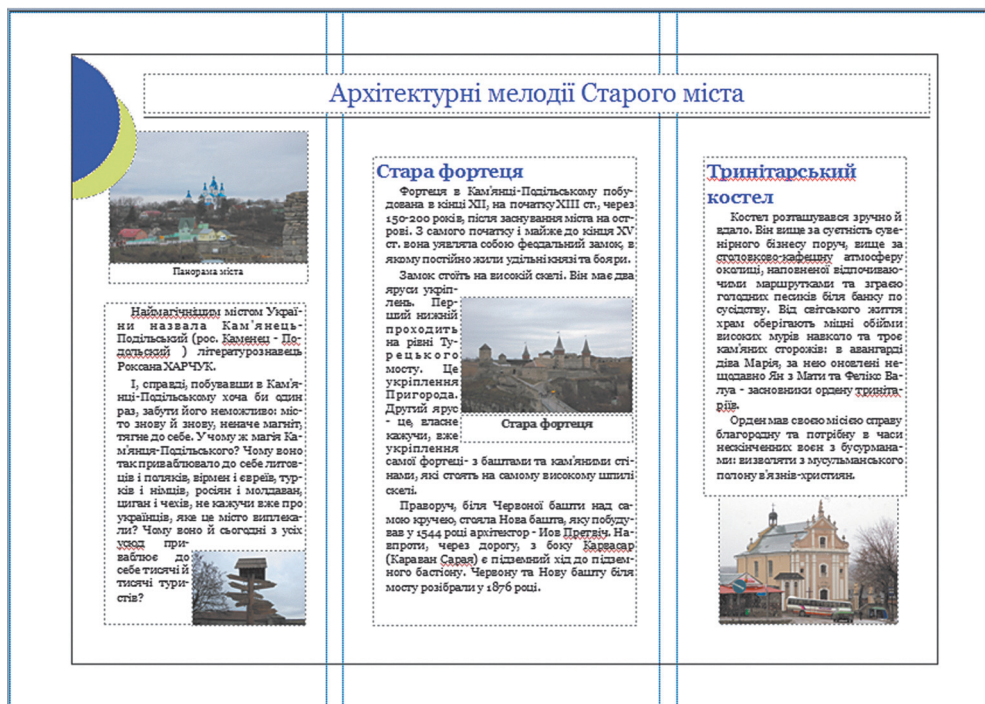 Архітектурні мелодії Старого міста
Панорама міста
Наймагічнішим містом Украї-
ни назвала Кам'янець-
Подільський (рос. Каменец - По-
дольский ) літературознавець
Роксана ХАРЧУК.
І, справді, побувавши в Кам'я-
нці-Подільському хоча би один
раз, забути його неможливо: міс-
то знову й знову, неначе магніт,
тягне до себе. У чому ж магія Ка-
м'янця-Подільського? Чому воно
так приваблювало до себе литов-
ців і поляків, вірмен і євреїв, тур-
ків і німців, росіян і молдаван,
циган і чехів, не кажучи вже про
українців, яке це місто виплека-
ли? Чому воно й сьогодні з усіх
усюд при-
ваблює до
себе тисячі й
тисячі тури-
стів?
Стара фортеця
Фортеця в Кам'янці-Подільському побу-
дована в кінці XII, на початку XIII ст., через
150-200 років, після заснування міста на ост-
рові. З самого початку і майже до кінця XV
ст. вона уявляла собою феодальний замок, в
якому постійно жили удільні князі та бояри.
Замок стоїть на високій скелі. Він має два
яруси укріп-
лень. Пер-
ший нижній
проходить
на рівні Ту-
рецького
мосту. Це
укріплення
Пригорода.
Другий ярус
- це, власне
кажучи, вже
укріплення
самої фортеці- з баштами та кам'яними сті-
нами, які стоять на самому високому шпилі
скелі.
Стара фортеця
Праворуч, біля Червоної башти над са-
мою кручею, стояла Нова башта, яку побуду-
вав у 1544 році архітектор - Иов Претвіч. На-
впроти, через дорогу, з боку Карвасар
(Караван Сарая) є підземний хід до підзем-
ного бастіону. Червону та Нову башту біля
мосту розібрали у 1876 році.
Тринітарський
костел
Костел розташувався зручно й
вдало. Він вище за суєтність суве-
нірного бізнесу поруч, вище за
столовково-кафешну атмосферу
околиці, наповненої відпочиваю-
чими маршрутками та зграєю
голодних песиків біля банку по
сусідству. Від світського життя
храм оберігають міцні обійми
високих мурів навколо та троє
кам'яних сторожів: в авангарді
діва Марія, за нею оновлені не-
щодавно Ян з Мати та Фелікс Ва-
луа - засновники ордену триніта-
ріїв.
Орден мав своєю місією справу
благородну та потрібну в часи
нескінченних воєн з бусурмана-
ми: визволяти з мусульманського
полону в'язнів-християн.